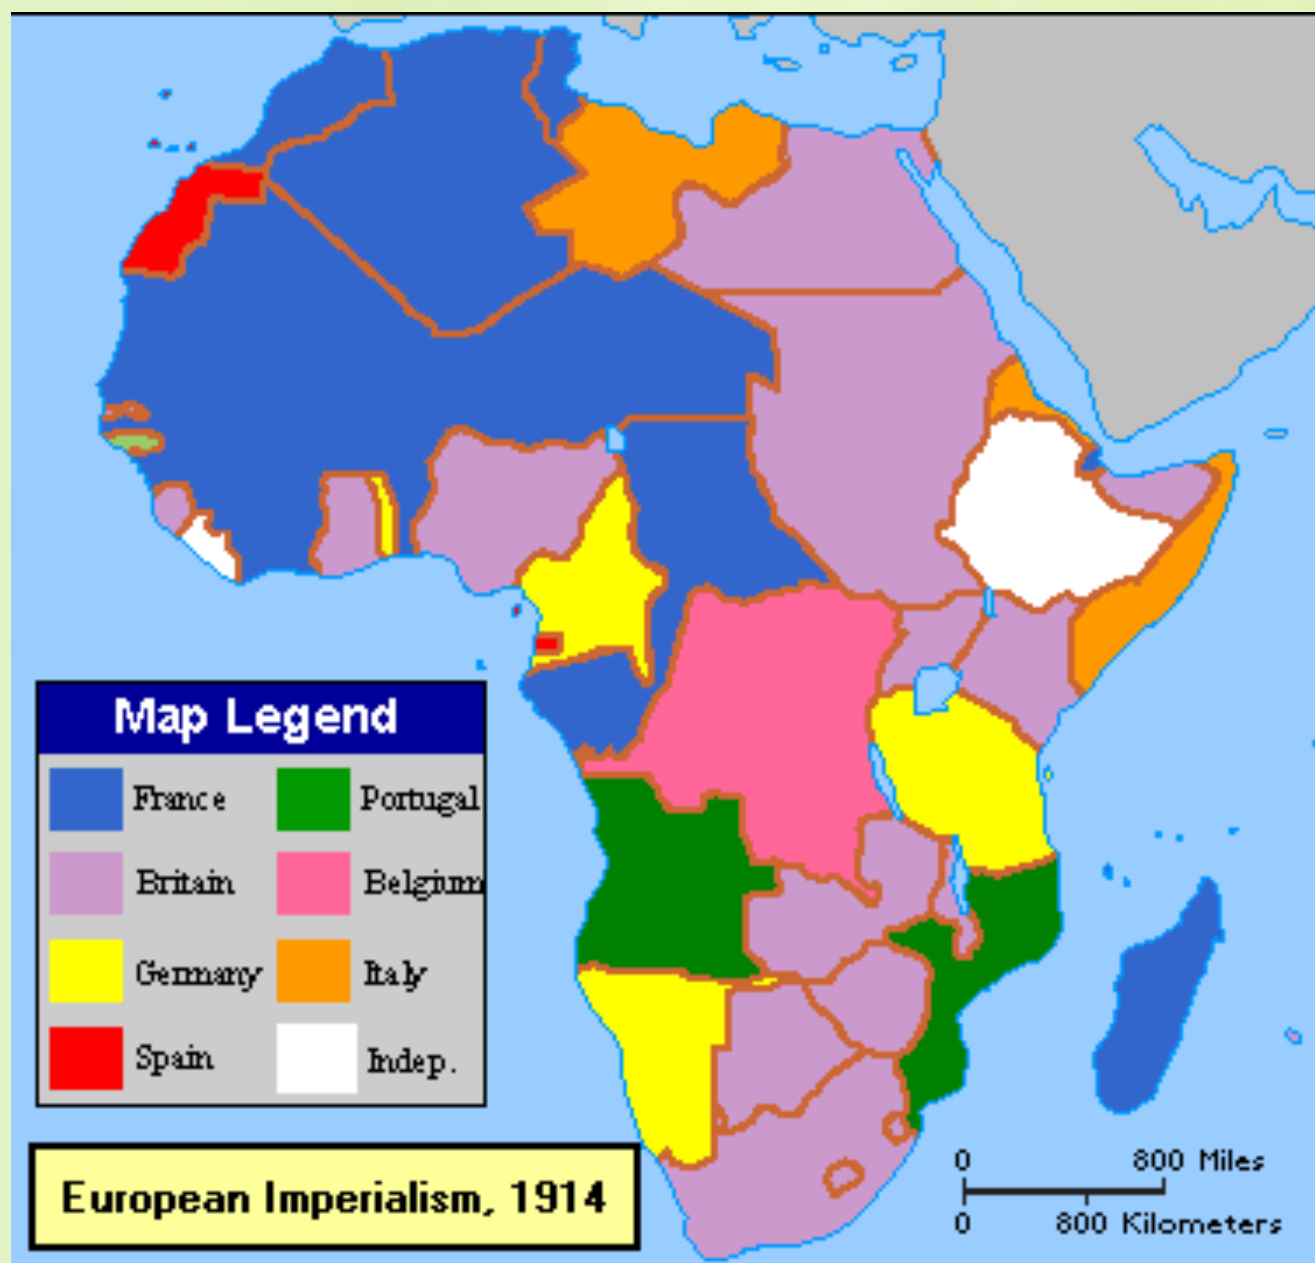 Map Legend
France Portugal
Britain Belgium
Germany Italy
Spain Indep.
European Imperialism, 1914
0 800 Miles
0 800 Kilometers